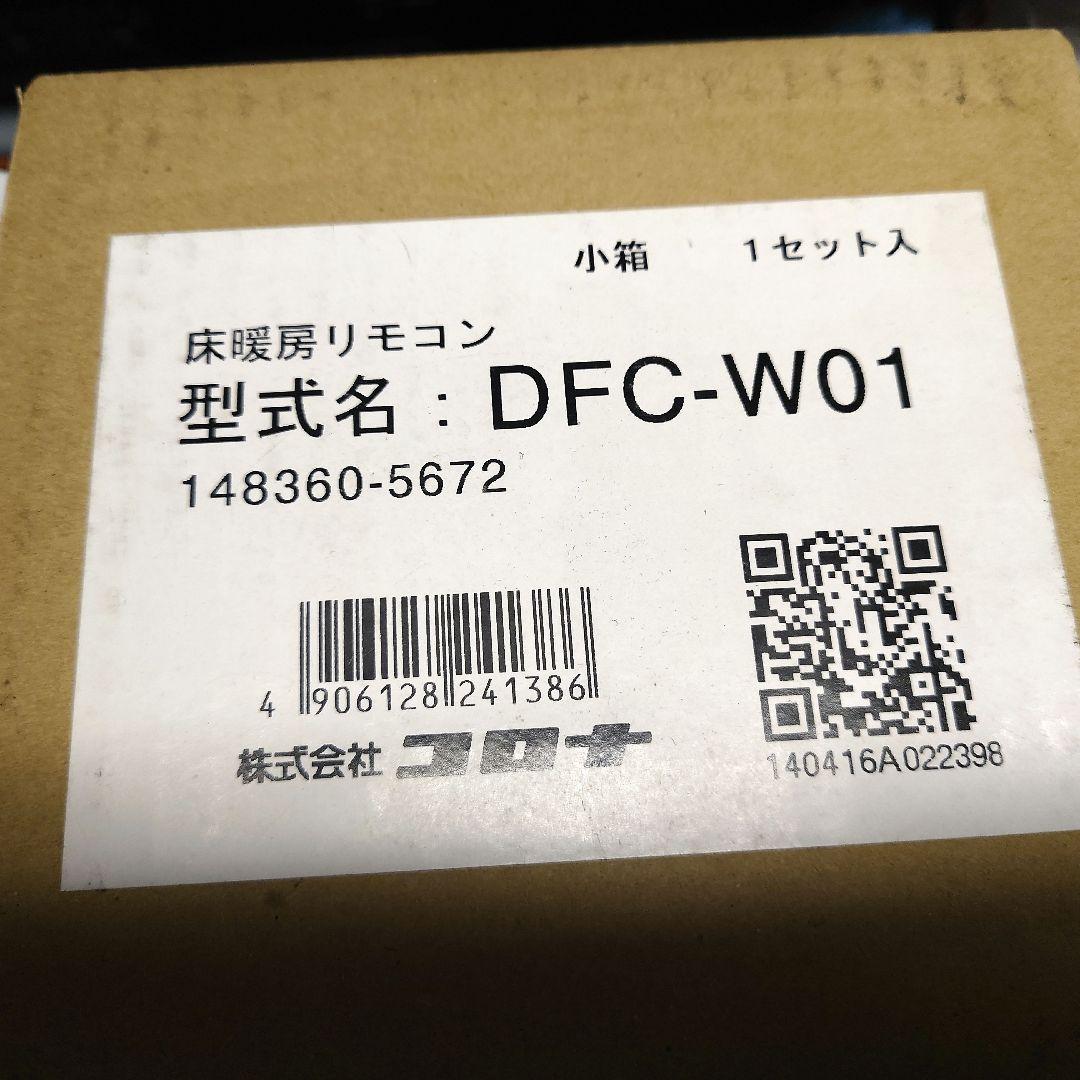 小箱 1セット入
床暖房リモコン
型式名:DFC-W01
148360-5672
4 906128 241386
株式会社 コロナ
140416A022398